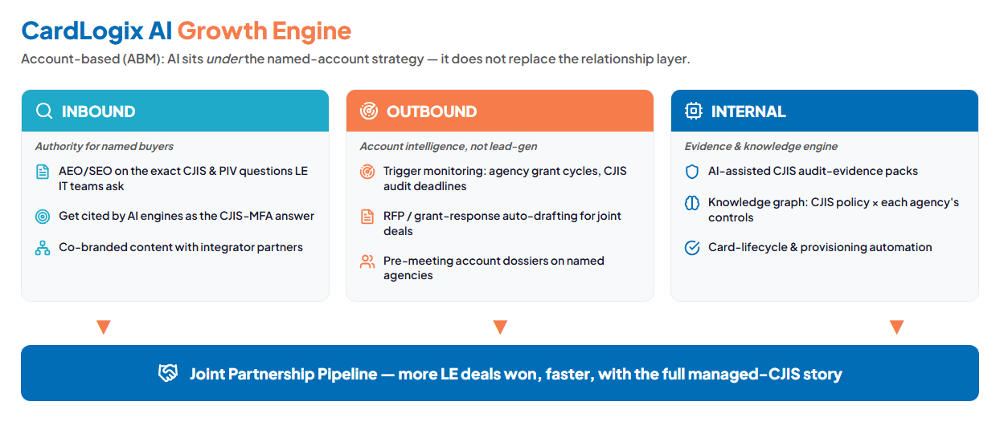 CardLogix AI Growth Engine
Account-based (ABM): AI sits under the named-account strategy — it does not replace the relationship layer.
INBOUND
Authority for named buyers
AEO/SEO on the exact CJIS & PIV questions LE
IT teams ask
Get cited by AI engines as the CJIS-MFA answer
Co-branded content with integrator partners
OUTBOUND
Account intelligence, not lead-gen
Trigger monitoring: agency grant cycles, CJIS
audit deadlines
RFP / grant-response auto-drafting for joint
deals
Pre-meeting account dossiers on named
agencies
INTERNAL
Evidence & knowledge engine
AI-assisted CJIS audit-evidence packs
Knowledge graph: CJIS policy × each agency's
controls
Card-lifecycle & provisioning automation
Joint Partnership Pipeline — more LE deals won, faster, with the full managed-CJIS story